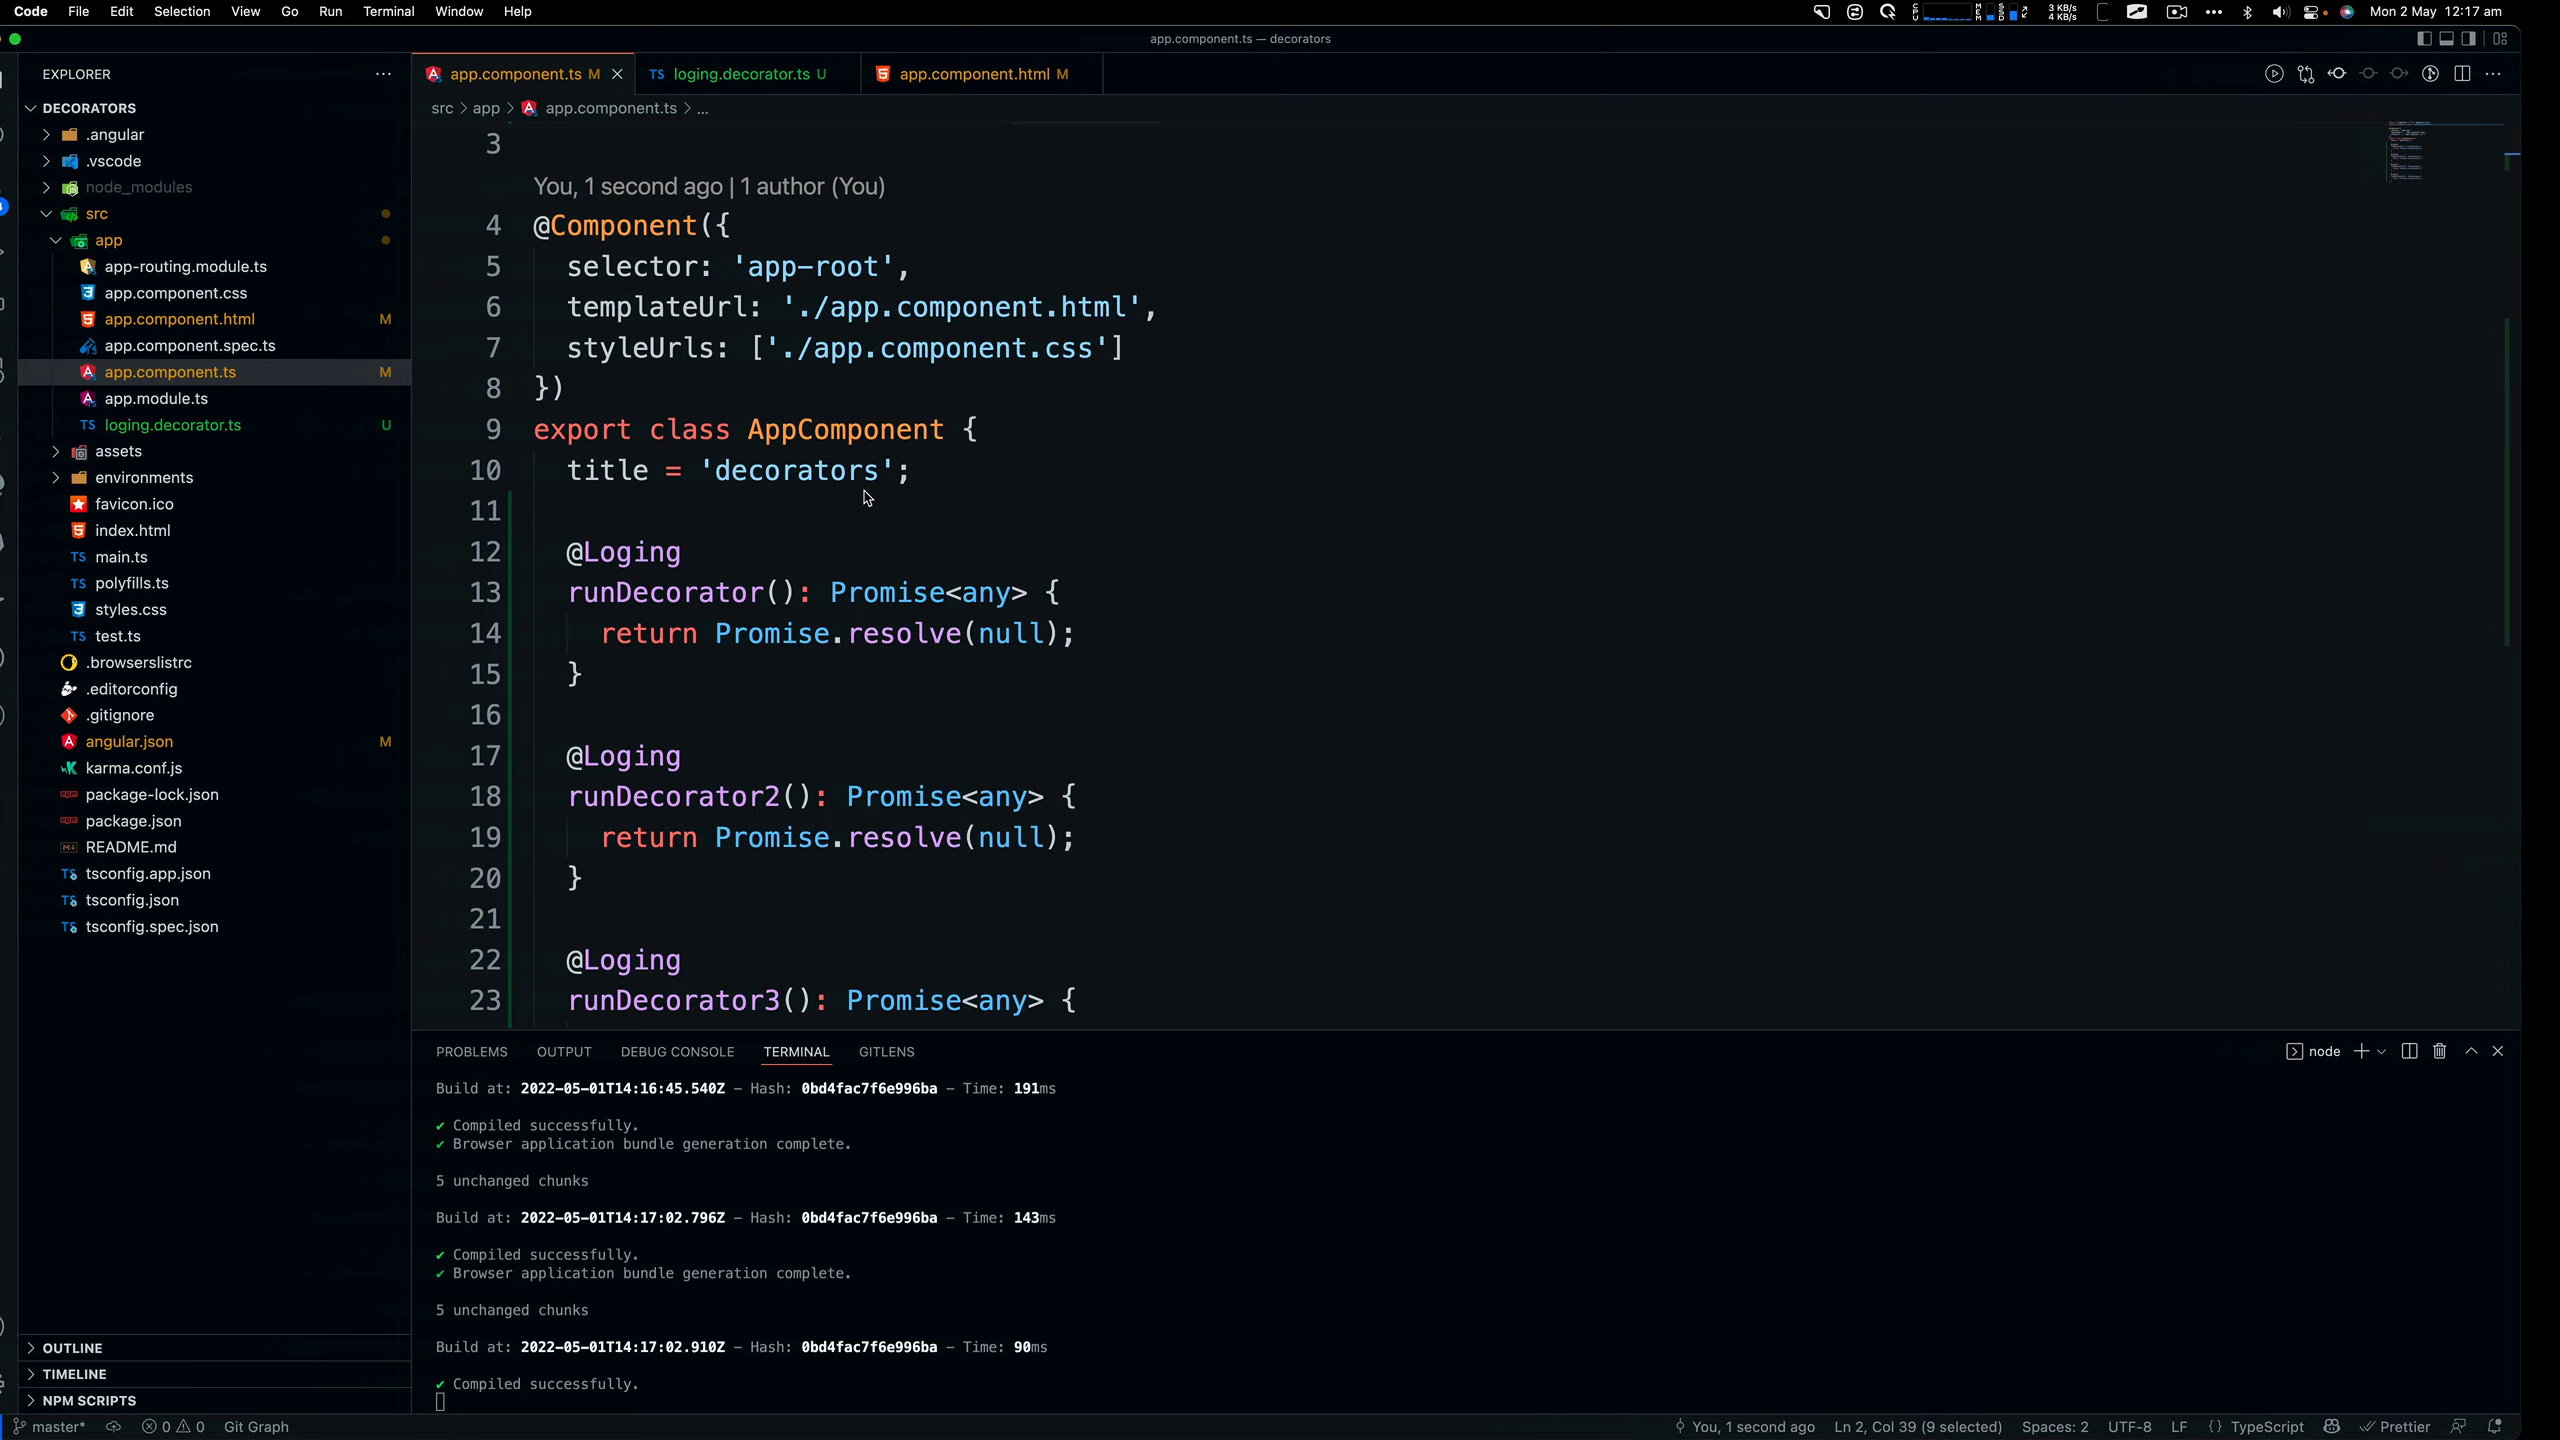 Code File Edit Selection View Go Run Terminal Window Help
3 KB/s
4 KB/s
Mon 2 May 12:17 am
app.component.ts — decorators
EXPLORER
DECORATORS
.angular
.vscode
node_modules
src
app
app-routing.module.ts
app.component.css
app.component.html M
app.component.spec.ts
app.component.ts M
app.module.ts
TS loging.decorator.ts U
assets
environments
favicon.ico
index.html
TS main.ts
TS polyfills.ts
styles.css
TS test.ts
.browserslistrc
.editorconfig
.gitignore
angular.json M
karma.conf.js
package-lock.json
package.json
README.md
tsconfig.app.json
tsconfig.json
tsconfig.spec.json
OUTLINE
TIMELINE
NPM SCRIPTS
app.component.ts M TS loging.decorator.ts U app.component.html M
src > app > app.component.ts > ...
3
You, 1 second ago | 1 author (You)
4 @Component({
5 selector: 'app-root',
6 templateUrl: './app.component.html',
7 styleUrls: ['./app.component.css']
8 })
9 export class AppComponent {
10 title = 'decorators';
11
12 @Loging
13 runDecorator(): Promise<any> {
14 return Promise.resolve(null);
15 }
16
17 @Loging
18 runDecorator2(): Promise<any> {
19 return Promise.resolve(null);
20 }
21
22 @Loging
23 runDecorator3(): Promise<any> {
PROBLEMS OUTPUT DEBUG CONSOLE TERMINAL GITLENS
node
Build at: 2022-05-01T14:16:45.540Z - Hash: 0bd4fac7f6e996ba - Time: 191ms
✔ Compiled successfully.
✔ Browser application bundle generation complete.
5 unchanged chunks
Build at: 2022-05-01T14:17:02.796Z - Hash: 0bd4fac7f6e996ba - Time: 143ms
✔ Compiled successfully.
✔ Browser application bundle generation complete.
5 unchanged chunks
Build at: 2022-05-01T14:17:02.910Z - Hash: 0bd4fac7f6e996ba - Time: 90ms
✔ Compiled successfully.
master* 0 0 Git Graph
You, 1 second ago Ln 2, Col 39 (9 selected) Spaces: 2 UTF-8 LF {} TypeScript Prettier